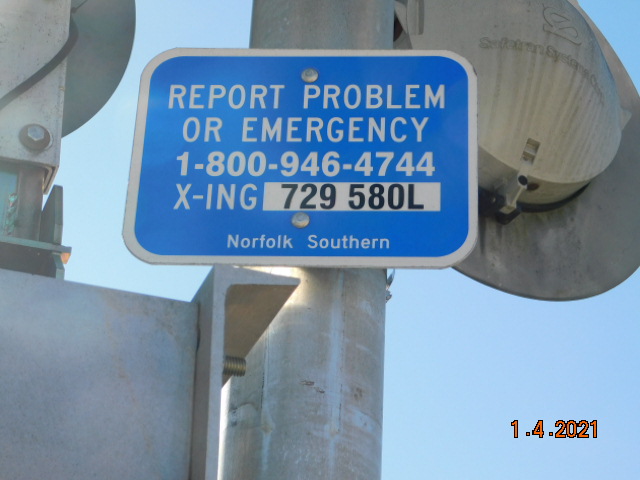 REPORT PROBLEM
OR EMERGENCY
1-800-946-4744
X-ING 729 580L
Norfolk Southern
1.4.2021